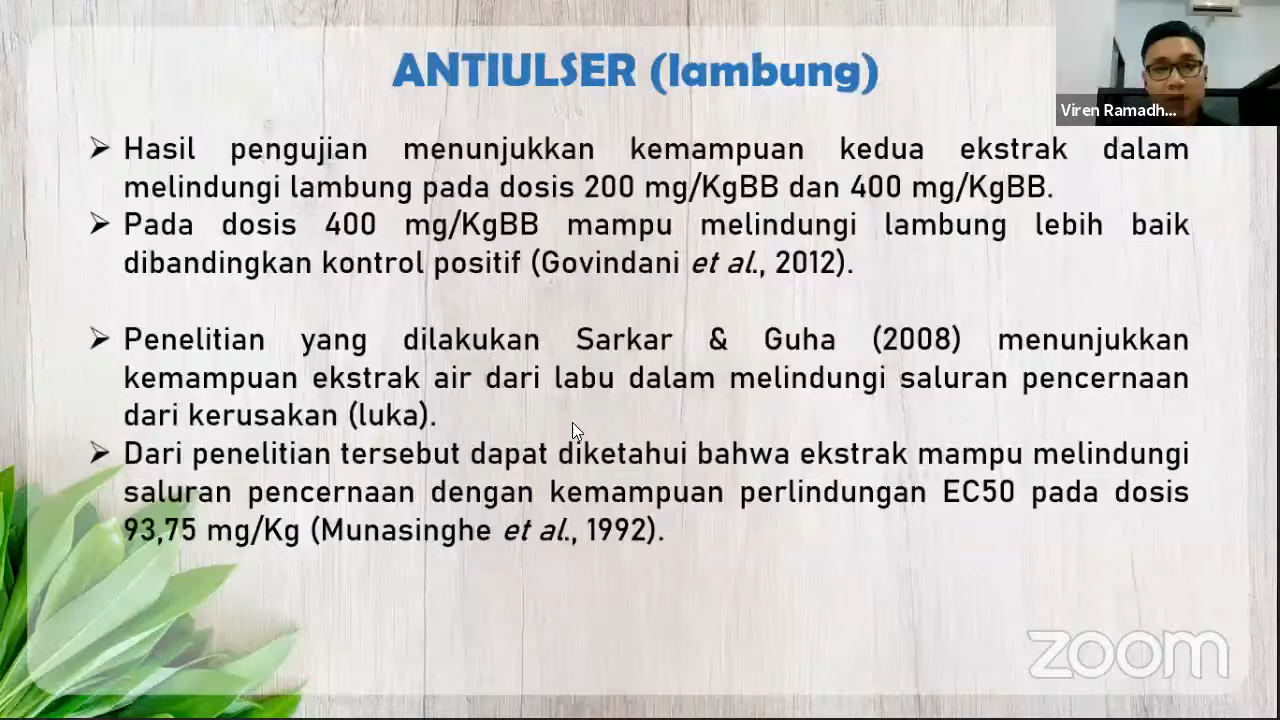 ANTIULSER (lambung)
Viren Ramadh...
Hasil pengujian menunjukkan kemampuan kedua ekstrak dalam
melindungi lambung pada dosis 200 mg/KgBB dan 400 mg/KgBB.
Pada dosis 400 mg/KgBB mampu melindungi lambung lebih baik
dibandingkan kontrol positif (Govindani et al., 2012).
Penelitian yang dilakukan Sarkar & Guha (2008) menunjukkan
kemampuan ekstrak air dari labu dalam melindungi saluran pencernaan
dari kerusakan (luka).
Dari penelitian tersebut dapat diketahui bahwa ekstrak mampu melindungi
saluran pencernaan dengan kemampuan perlindungan EC50 pada dosis
93,75 mg/Kg (Munasinghe et al., 1992).
zoom